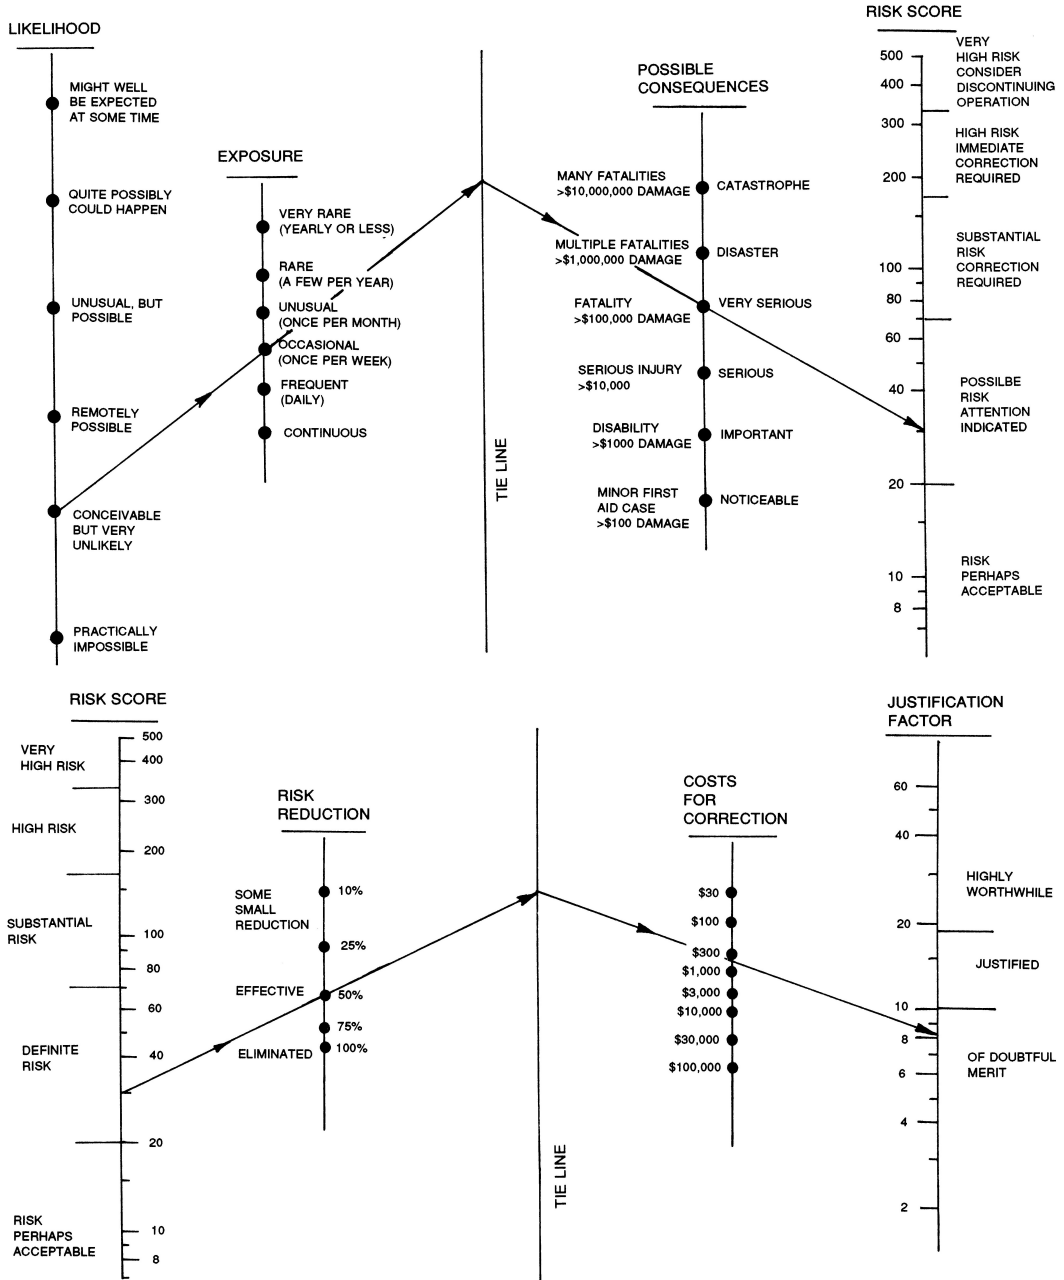 LIKELIHOOD
MIGHT WELL
BE EXPECTED
AT SOME TIME
QUITE POSSIBLY
COULD HAPPEN
UNUSUAL, BUT
POSSIBLE
REMOTELY
POSSIBLE
CONCEIVABLE
BUT VERY
UNLIKELY
PRACTICALLY
IMPOSSIBLE
EXPOSURE
VERY RARE
(YEARLY OR LESS)
RARE
(A FEW PER YEAR)
UNUSUAL
(ONCE PER MONTH)
OCCASIONAL
(ONCE PER WEEK)
FREQUENT
(DAILY)
CONTINUOUS
TIE LINE
POSSIBLE
CONSEQUENCES
MANY FATALITIES
>$10,000,000 DAMAGE
CATASTROPHE
MULTIPLE FATALITIES
>$1,000,000 DAMAGE
DISASTER
FATALITY
>$100,000 DAMAGE
VERY SERIOUS
SERIOUS INJURY
>$10,000
SERIOUS
DISABILITY
>$1000 DAMAGE
IMPORTANT
MINOR FIRST
AID CASE
>$100 DAMAGE
NOTICEABLE
RISK SCORE
500
400
300
200
100
80
60
40
20
10
8
VERY
HIGH RISK
CONSIDER
DISCONTINUING
OPERATION
HIGH RISK
IMMEDIATE
CORRECTION
REQUIRED
SUBSTANTIAL
RISK
CORRECTION
REQUIRED
POSSILBE
RISK
ATTENTION
INDICATED
RISK
PERHAPS
ACCEPTABLE
RISK SCORE
VERY
HIGH RISK
HIGH RISK
SUBSTANTIAL
RISK
DEFINITE
RISK
RISK
PERHAPS
ACCEPTABLE
500
400
300
200
100
80
60
40
20
10
8
RISK
REDUCTION
SOME
SMALL
REDUCTION
EFFECTIVE
ELIMINATED
10%
25%
50%
75%
100%
TIE LINE
COSTS
FOR
CORRECTION
$30
$100
$300
$1,000
$3,000
$10,000
$30,000
$100,000
JUSTIFICATION
FACTOR
60
40
20
10
8
6
4
2
HIGHLY
WORTHWHILE
JUSTIFIED
OF DOUBTFUL
MERIT